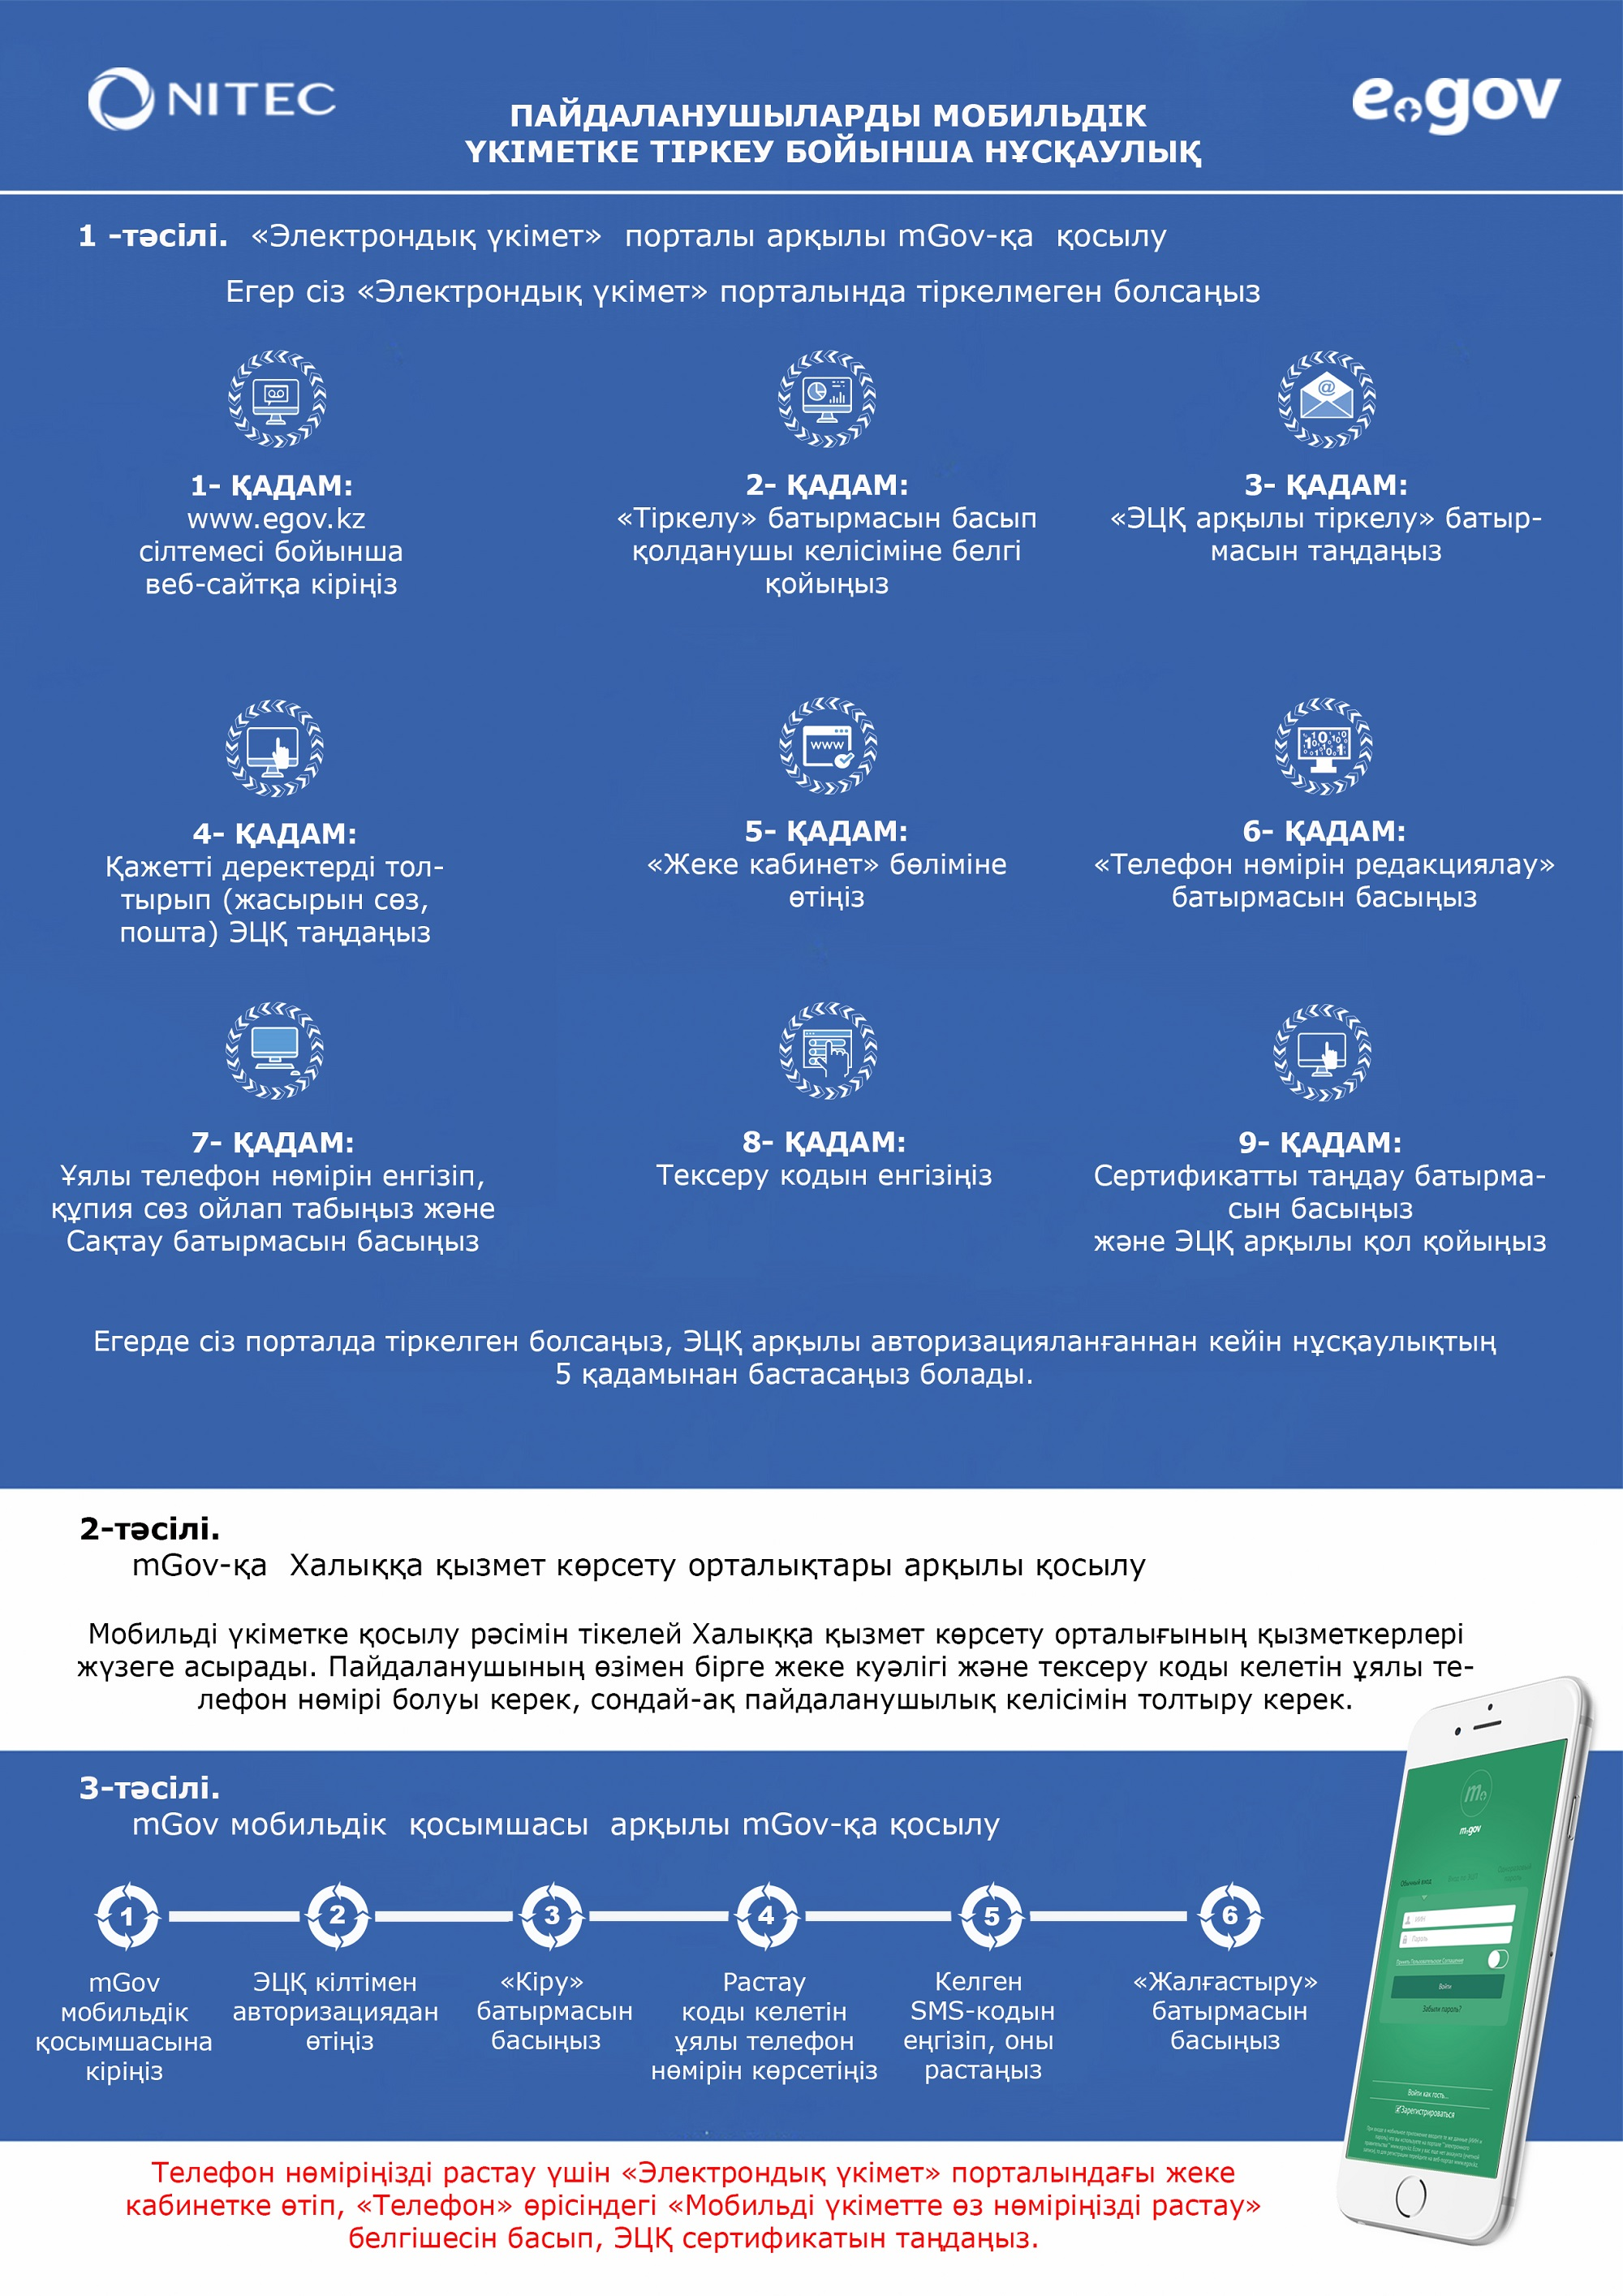 NITEC
e.gov
ПАЙДАЛАНУШЫЛАРДЫ МОБИЛЬДІК
ҮКІМЕТКЕ ТІРКЕУ БОЙЫНША НҰСҚАУЛЫҚ
1 -тәсілі. «Электрондық үкімет» порталы арқылы mGov-қа қосылу
Егер сіз «Электрондық үкімет» порталында тіркелмеген болсаңыз
1- ҚАДАМ:
www.egov.kz
сілтемесі бойынша
веб-сайтқа кіріңіз
2- ҚАДАМ:
«Тіркелу» батырмасын басып
қолданушы келісіміне белгі
қойыңыз
3- ҚАДАМ:
«ЭЦҚ арқылы тіркелу» батыр-
масын таңдаңыз
4- ҚАДАМ:
Қажетті деректерді тол-
тырып (жасырын сөз,
пошта) ЭЦҚ таңдаңыз
www
5- ҚАДАМ:
«Жеке кабинет» бөліміне
өтіңіз
6- ҚАДАМ:
«Телефон нөмірін редакциялау»
батырмасын басыңыз
7- ҚАДАМ:
Ұялы телефон нөмірін енгізіп,
құпия сөз ойлап табыңыз және
Сақтау батырмасын басыңыз
8- ҚАДАМ:
Тексеру кодын енгізіңіз
9- ҚАДАМ:
Сертификатты таңдау батырма-
сын басыңыз
және ЭЦҚ арқылы қол қойыңыз
Егерде сіз порталда тіркелген болсаңыз, ЭЦҚ арқылы авторизацияланғаннан кейін нұсқаулықтың
5 қадамынан бастасаңыз болады.
2-тәсілі.
mGov-қа Халыққа қызмет көрсету орталықтары арқылы қосылу
Мобильді үкіметке қосылу рәсімін тікелей Халыққа қызмет көрсету орталығының қызметкерлері
жүзеге асырады. Пайдаланушының өзімен бірге жеке куәлігі және тексеру коды келетін ұялы те-
лефон нөмірі болуы керек, сондай-ақ пайдаланушылық келісімін толтыру керек.
3-тәсілі.
mGov мобильдік қосымшасы арқылы mGov-қа қосылу
1
2
3
4
5
6
mGov
мобильдік
қосымшасына
кіріңіз
ЭЦҚ кілтімен
авторизациядан
өтіңіз
«Кіру»
батырмасын
басыңыз
Растау
коды келетін
ұялы телефон
нөмірін көрсетіңіз
Келген
SMS-кодын
еңгізіп, оны
растаңыз
«Жалғастыру»
батырмасын
басыңыз
m.gov
Обычный вход
ИИН
Пароль
Войти
Забыли пароль?
Войти как гость...
Зарегистрироваться
Телефон нөміріңізді растау үшін «Электрондық үкімет» порталындағы жеке
кабинетке өтіп, «Телефон» өрісіндегі «Мобильді үкіметте өз нөміріңізді растау»
белгішесін басып, ЭЦҚ сертификатын таңдаңыз.